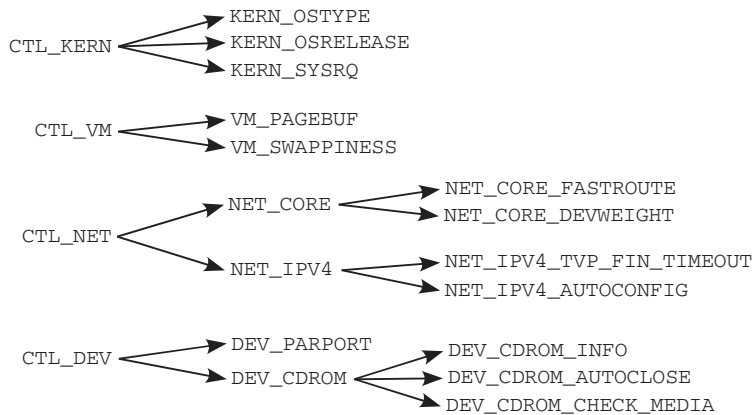 KERN_OSTYPE
CTL_KERN
KERN_OSRELEASE
KERN_SYSRQ
CTL_VM
VM_PAGEBUF
VM_SWAPPINESS
CTL_NET
NET_CORE
NET_CORE_FASTROUTE
NET_CORE_DEVWEIGHT
NET_IPV4
NET_IPV4_TVP_FIN_TIMEOUT
NET_IPV4_AUTOCONFIG
CTL_DEV
DEV_PARPORT
DEV_CDROM
DEV_CDROM_INFO
DEV_CDROM_AUTOCLOSE
DEV_CDROM_CHECK_MEDIA